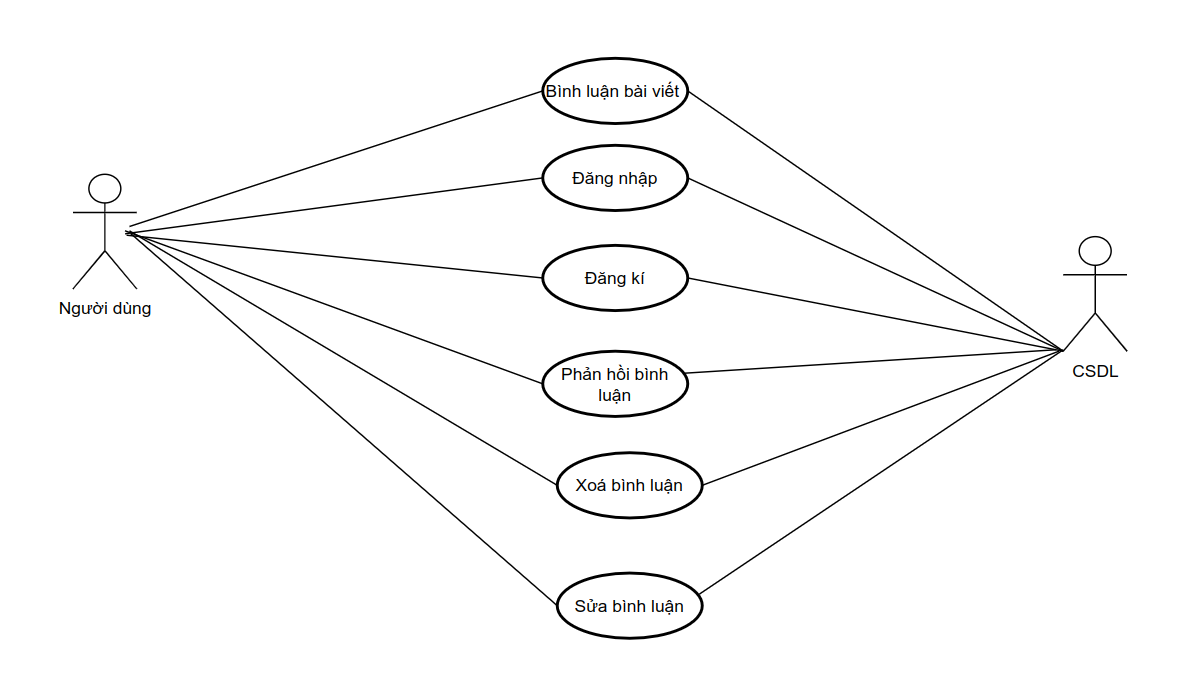 Bình luận bài viết
Đăng nhập
Đăng kí
Người dùng
Phản hồi bình
luận
CSDL
Xoá bình luận
Sửa bình luận